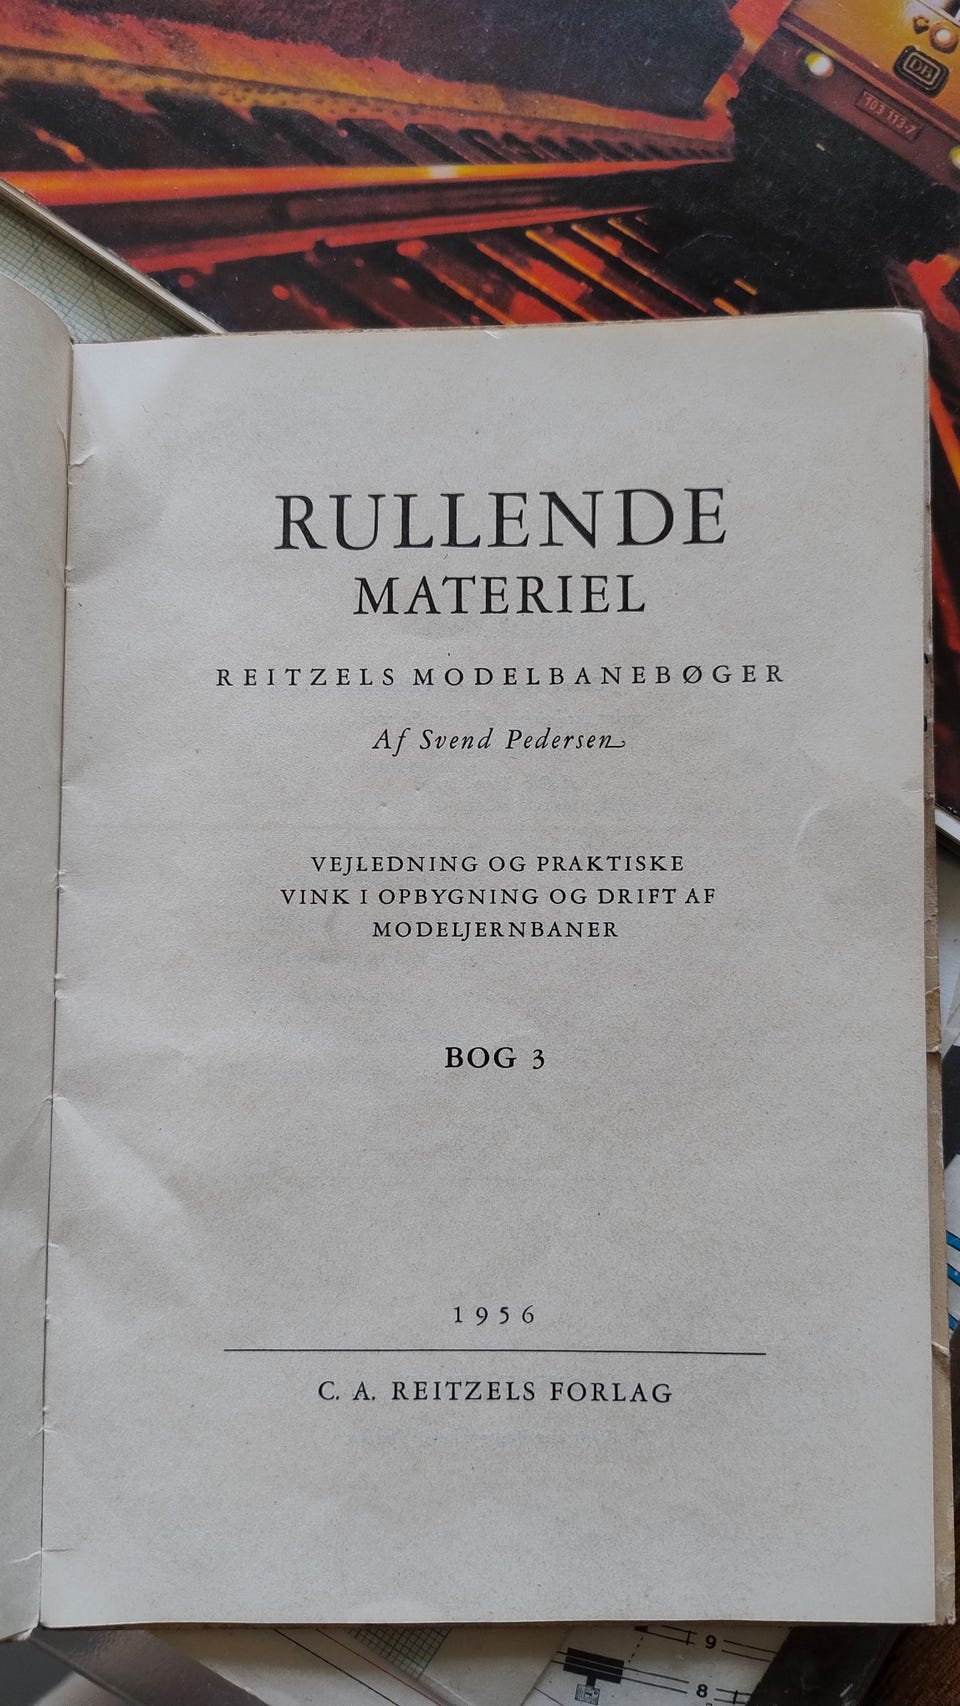 DB
103 113-7
RULLENDE
MATERIEL
REITZELS MODELBANEBØGER
Af Svend Pedersen
VEJLEDNING OG PRAKTISKE
VINK I OPBYGNING OG DRIFT AF
MODELJERNBANER
BOG 3
1956
C. A. REITZELS FORLAG
9
8